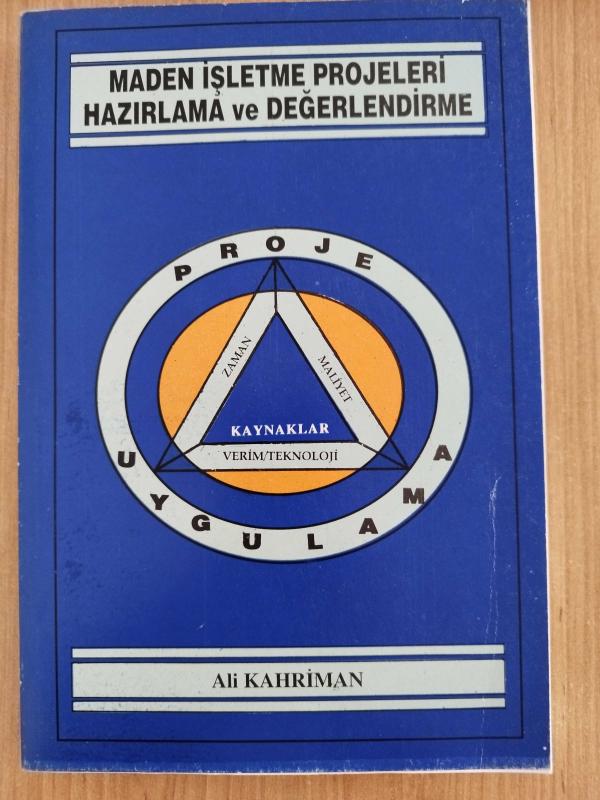 MADEN İŞLETME PROJELERİ
HAZIRLAMA ve DEĞERLENDİRME
PROJE
ZAMAN
MALİYET
KAYNAKLAR
VERİM/TEKNOLOJİ
UYGULAMA
Ali KAHRİMAN